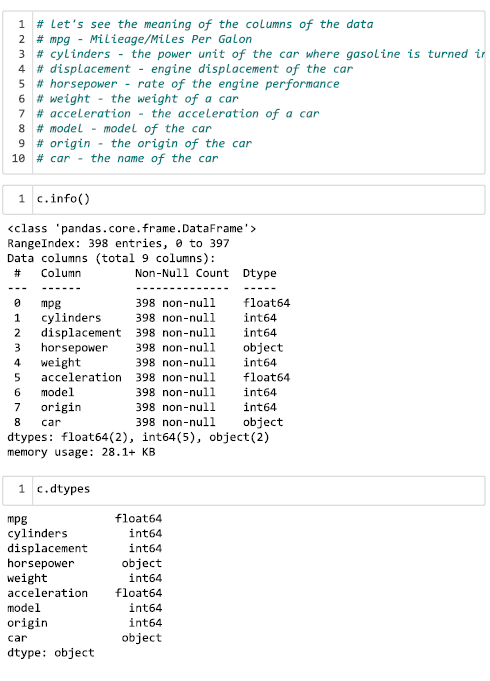 1 # Let's see the meaning of the columns of the data
2 # mpg - Milieage/Miles Per Galon
3 # cylinders - the power unit of the car where gasoline is turned
4 # displacement - engine displacement of the car
5 # horsepower - rate of the engine performance
6 # weight - the weight of a car
7 # acceleration - the acceleration of a car
8 # model - model of the car
9 # origin - the origin of the car
10 # car - the name of the car
1 c.info()
<class 'pandas.core.frame.DataFrame'>
RangeIndex: 398 entries, 0 to 397
Data columns (total 9 columns):
# Column Non-Null Count Dtype
--- ------ -------------- -----
0 mpg 398 non-null float64
1 cylinders 398 non-null int64
2 displacement 398 non-null int64
3 horsepower 398 non-null object
4 weight 398 non-null int64
5 acceleration 398 non-null float64
6 model 398 non-null int64
7 origin 398 non-null int64
8 car 398 non-null object
dtypes: float64(2), int64(5), object(2)
memory usage: 28.1+ KB
1 c.dtypes
mpg float64
cylinders int64
displacement int64
horsepower object
weight int64
acceleration float64
model int64
origin int64
car object
dtype: object